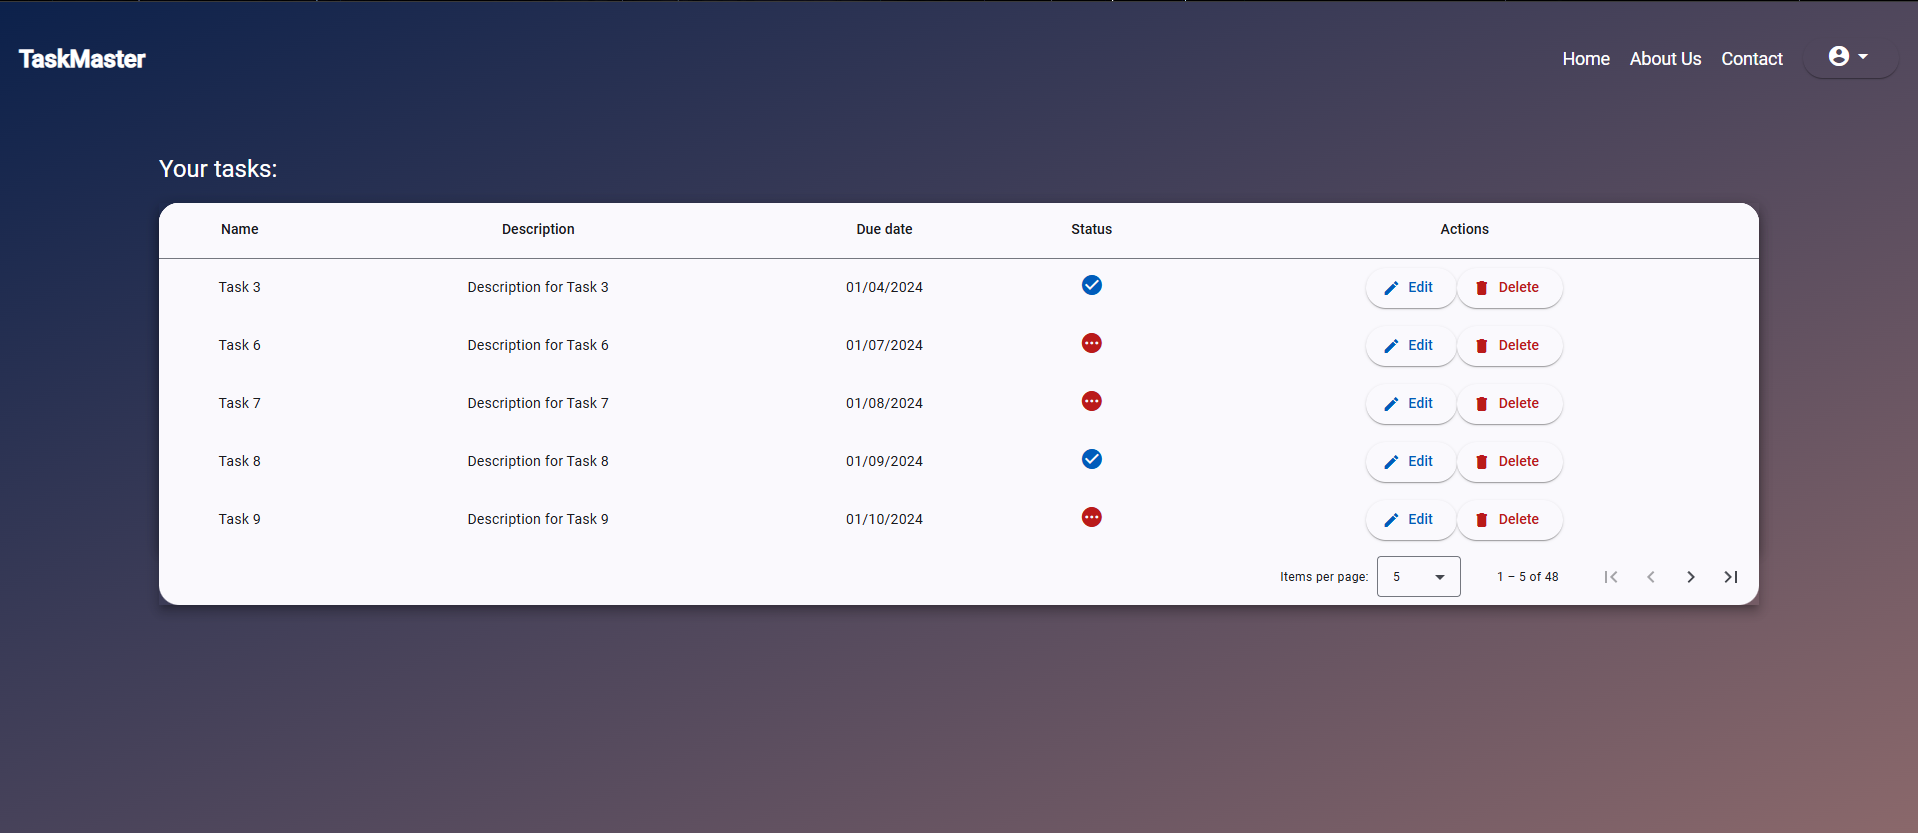 TaskMaster
Home About Us Contact
Your tasks:
Name Description Due date Status Actions
Task 3 Description for Task 3 01/04/2024 Edit Delete
Task 6 Description for Task 6 01/07/2024 Edit Delete
Task 7 Description for Task 7 01/08/2024 Edit Delete
Task 8 Description for Task 8 01/09/2024 Edit Delete
Task 9 Description for Task 9 01/10/2024 Edit Delete
Items per page: 5 1 – 5 of 48